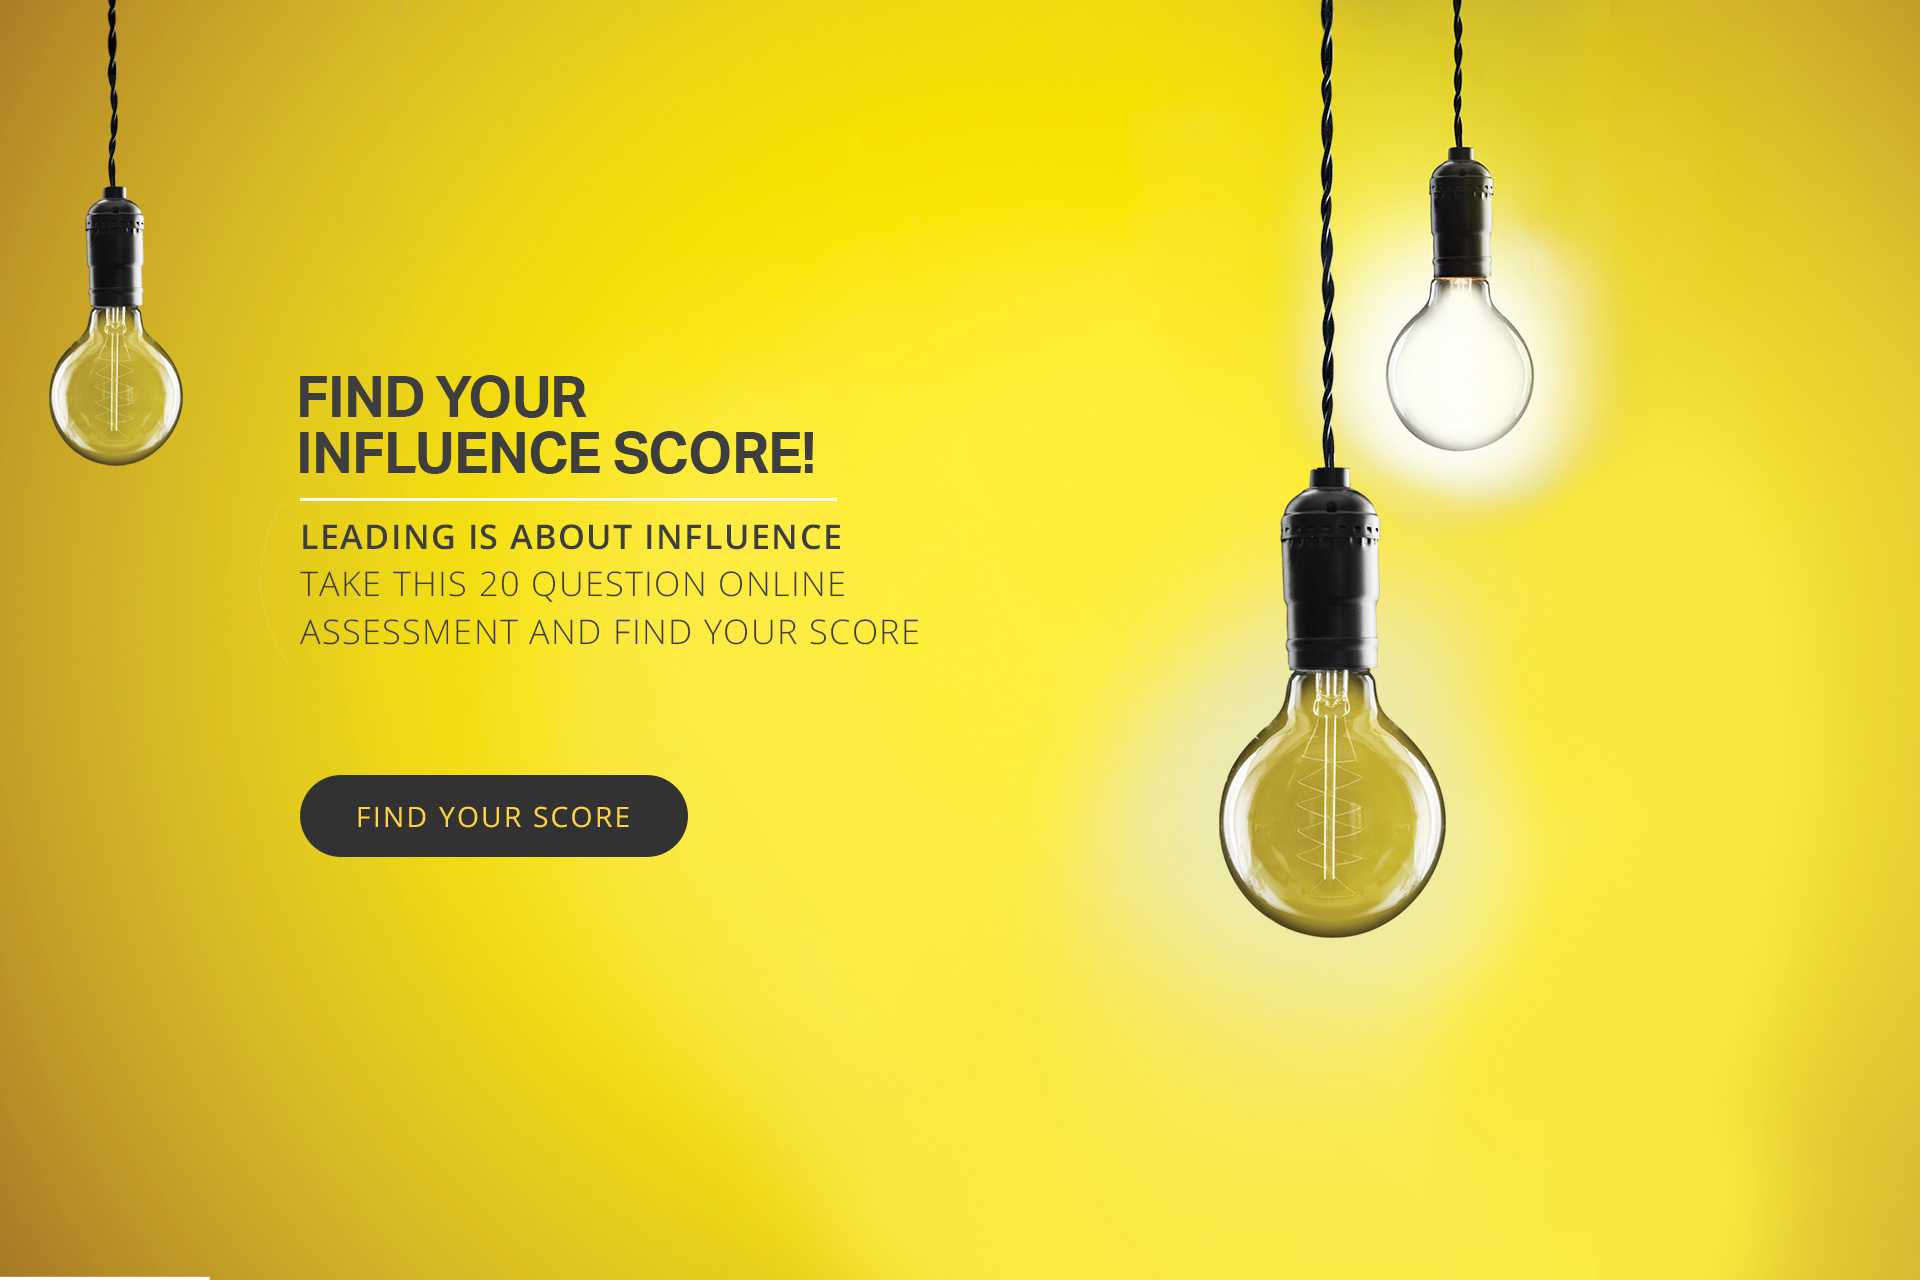 FIND YOUR
INFLUENCE SCORE!
LEADING IS ABOUT INFLUENCE
TAKE THIS 20 QUESTION ONLINE
ASSESSMENT AND FIND YOUR SCORE
FIND YOUR SCORE